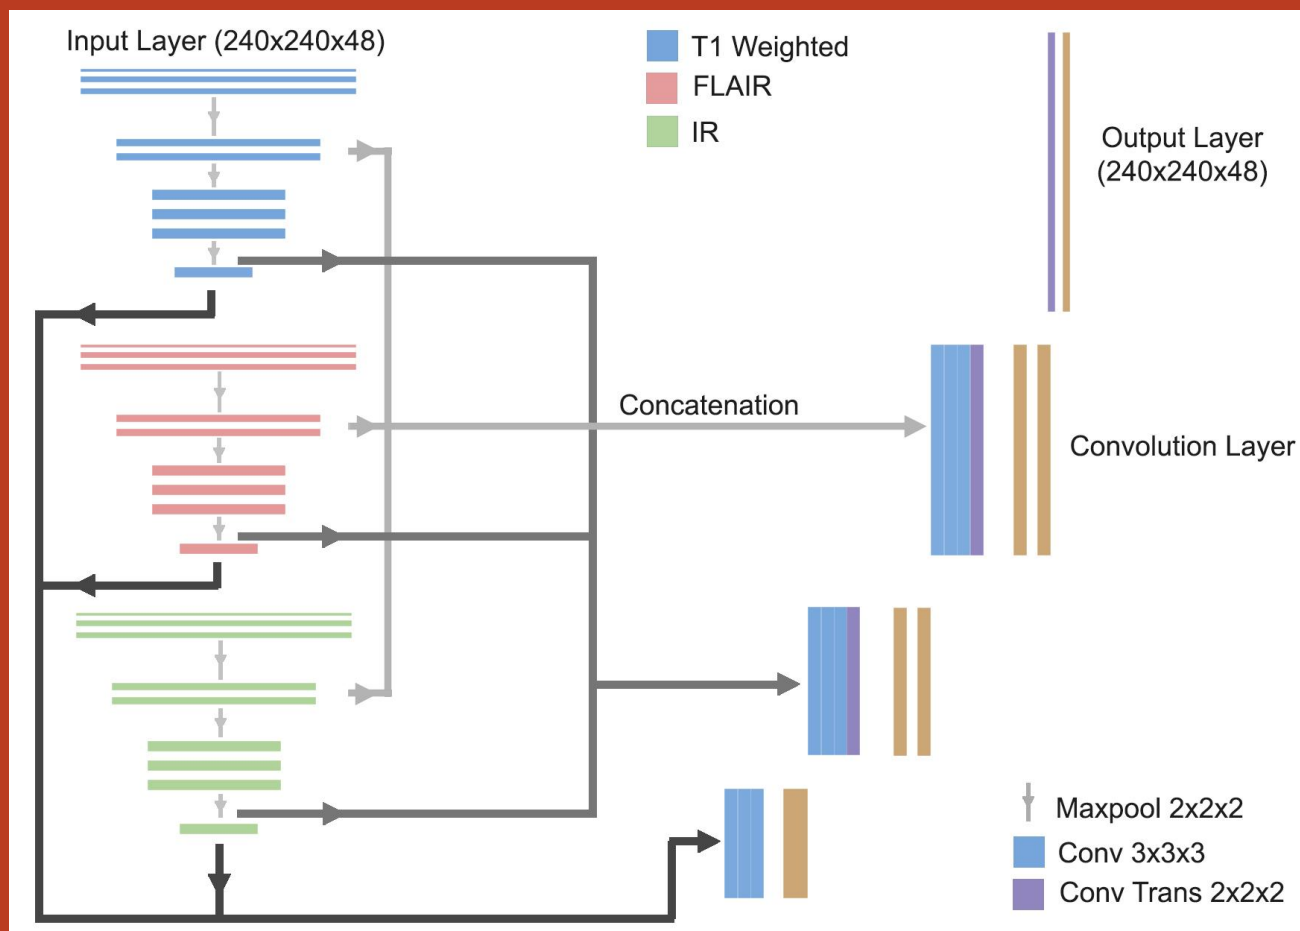 Input Layer (240x240x48)
T1 Weighted
FLAIR
IR
Output Layer
(240x240x48)
Concatenation
Convolution Layer
Maxpool 2x2x2
Conv 3x3x3
Conv Trans 2x2x2